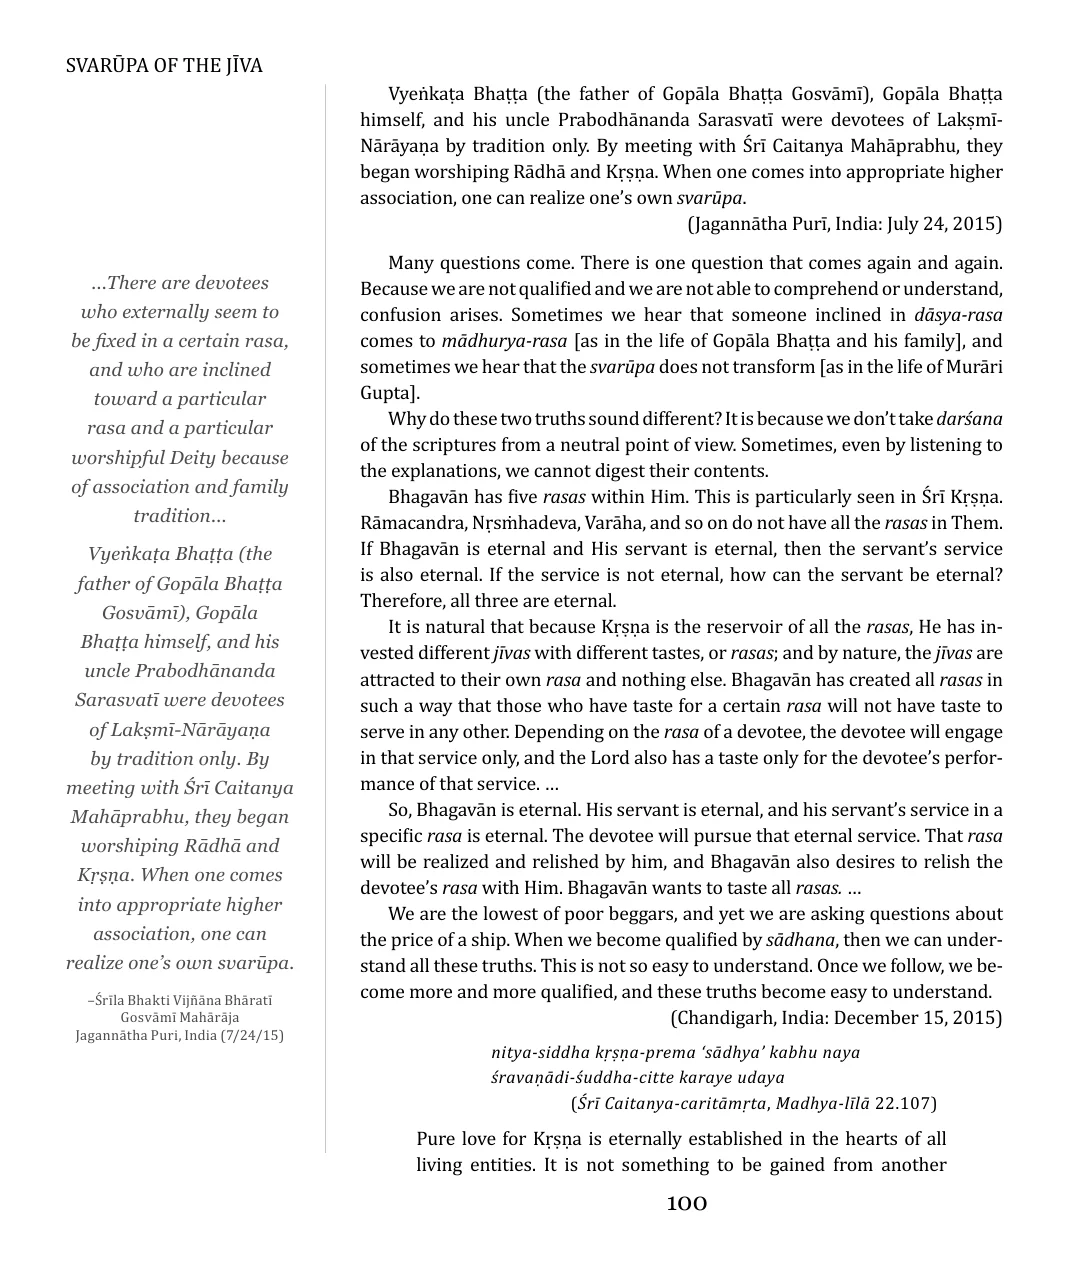 SVARŪPA OF THE JĪVA
Vyeṅkaṭa Bhaṭṭa (the father of Gopāla Bhaṭṭa Gosvāmī), Gopāla Bhaṭṭa
himself, and his uncle Prabodhānanda Sarasvatī were devotees of Lakṣmī-
Nārāyaṇa by tradition only. By meeting with Śrī Caitanya Mahāprabhu, they
began worshiping Rādhā and Kṛṣṇa. When one comes into appropriate higher
association, one can realize one’s own svarūpa.
(Jagannātha Purī, India: July 24, 2015)
Many questions come. There is one question that comes again and again.
Because we are not qualified and we are not able to comprehend or understand,
confusion arises. Sometimes we hear that someone inclined in dāsya-rasa
comes to mādhurya-rasa [as in the life of Gopāla Bhaṭṭa and his family], and
sometimes we hear that the svarūpa does not transform [as in the life of Murāri
Gupta].
Why do these two truths sound different? It is because we don’t take darśana
of the scriptures from a neutral point of view. Sometimes, even by listening to
the explanations, we cannot digest their contents.
Bhagavān has five rasas within Him. This is particularly seen in Śrī Kṛṣṇa.
Rāmacandra, Nṛsṁhadeva, Varāha, and so on do not have all the rasas in Them.
If Bhagavān is eternal and His servant is eternal, then the servant’s service
is also eternal. If the service is not eternal, how can the servant be eternal?
Therefore, all three are eternal.
It is natural that because Kṛṣṇa is the reservoir of all the rasas, He has in-
vested different jīvas with different tastes, or rasas; and by nature, the jīvas are
attracted to their own rasa and nothing else. Bhagavān has created all rasas in
such a way that those who have taste for a certain rasa will not have taste to
serve in any other. Depending on the rasa of a devotee, the devotee will engage
in that service only, and the Lord also has a taste only for the devotee’s perfor-
mance of that service. …
So, Bhagavān is eternal. His servant is eternal, and his servant’s service in a
specific rasa is eternal. The devotee will pursue that eternal service. That rasa
will be realized and relished by him, and Bhagavān also desires to relish the
devotee’s rasa with Him. Bhagavān wants to taste all rasas. …
We are the lowest of poor beggars, and yet we are asking questions about
the price of a ship. When we become qualified by sādhana, then we can under-
stand all these truths. This is not so easy to understand. Once we follow, we be-
come more and more qualified, and these truths become easy to understand.
(Chandigarh, India: December 15, 2015)
nitya-siddha kṛṣṇa-prema ‘sādhya’ kabhu naya
śravaṇādi-śuddha-citte karaye udaya
(Śrī Caitanya-caritāmṛta, Madhya-līlā 22.107)
Pure love for Kṛṣṇa is eternally established in the hearts of all
living entities. It is not something to be gained from another
…There are devotees
who externally seem to
be fixed in a certain rasa,
and who are inclined
toward a particular
rasa and a particular
worshipful Deity because
of association and family
tradition…
Vyeṅkaṭa Bhaṭṭa (the
father of Gopāla Bhaṭṭa
Gosvāmī), Gopāla
Bhaṭṭa himself, and his
uncle Prabodhānanda
Sarasvatī were devotees
of Lakṣmī-Nārāyaṇa
by tradition only. By
meeting with Śrī Caitanya
Mahāprabhu, they began
worshiping Rādhā and
Kṛṣṇa. When one comes
into appropriate higher
association, one can
realize one’s own svarūpa.
–Śrīla Bhakti Vijñāna Bhāratī
Gosvāmī Mahārāja
Jagannātha Puri, India (7/24/15)
100